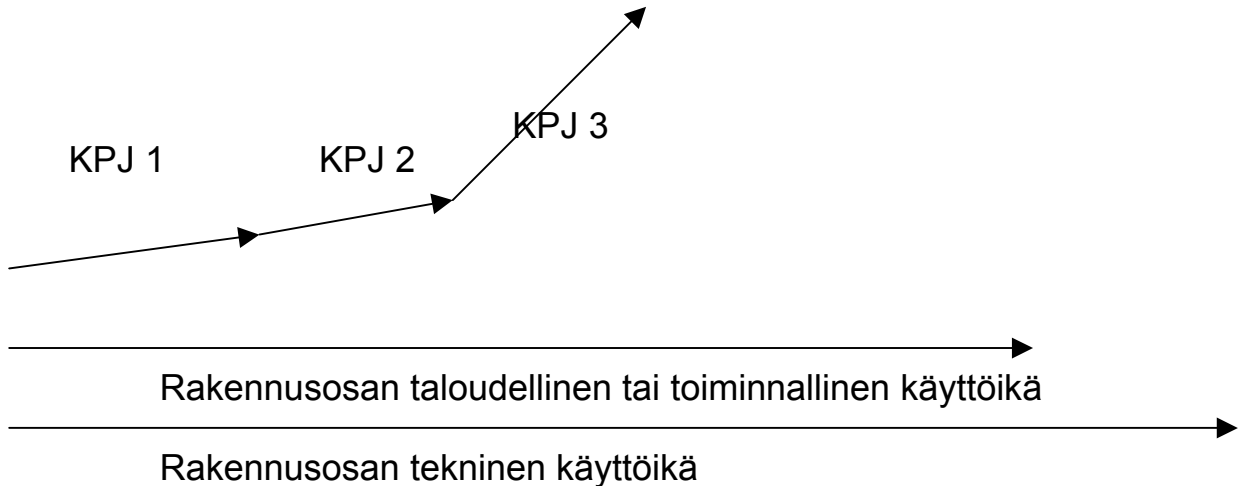 KPJ 1
KPJ 2
KPJ 3
Rakennusosan taloudellinen tai toiminnallinen käyttöikä
Rakennusosan tekninen käyttöikä